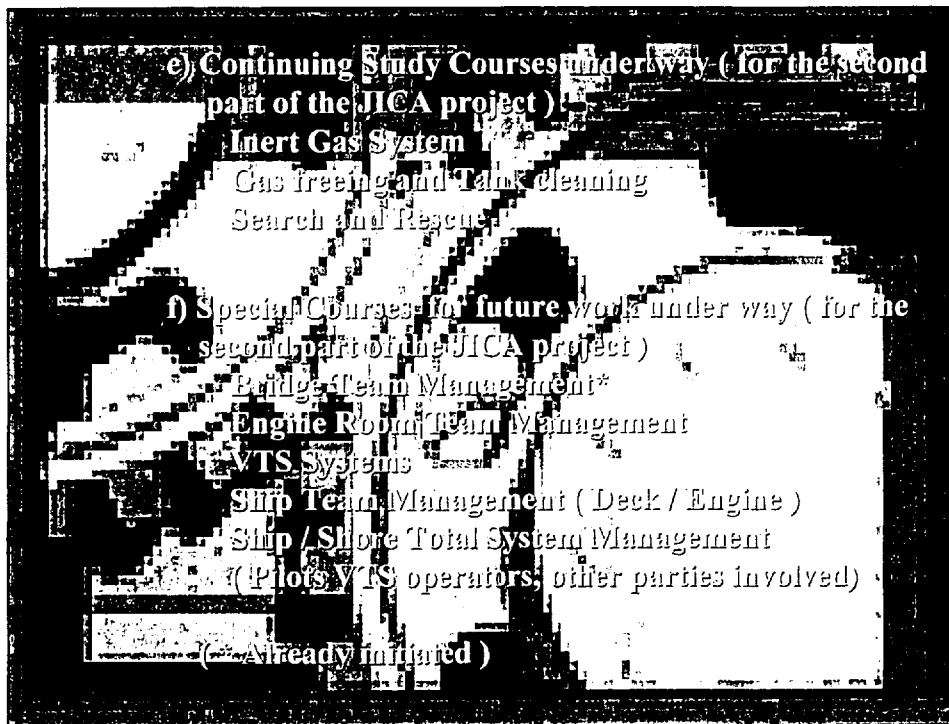 e) Continuing Study Courses under way ( for the second
part of the JICA project )
Inert Gas System
Gas freeing and Tank cleaning
Search and Rescue
f) Special Courses for future work under way ( for the
second part of the JICA project )
Bridge Team Management*
Engine Room Team Management
VTS Systems
Ship Team Management ( Deck / Engine )
Ship / Shore Total System Management
( Pilots VTS operators, other parties involved)
( * Already initiated )